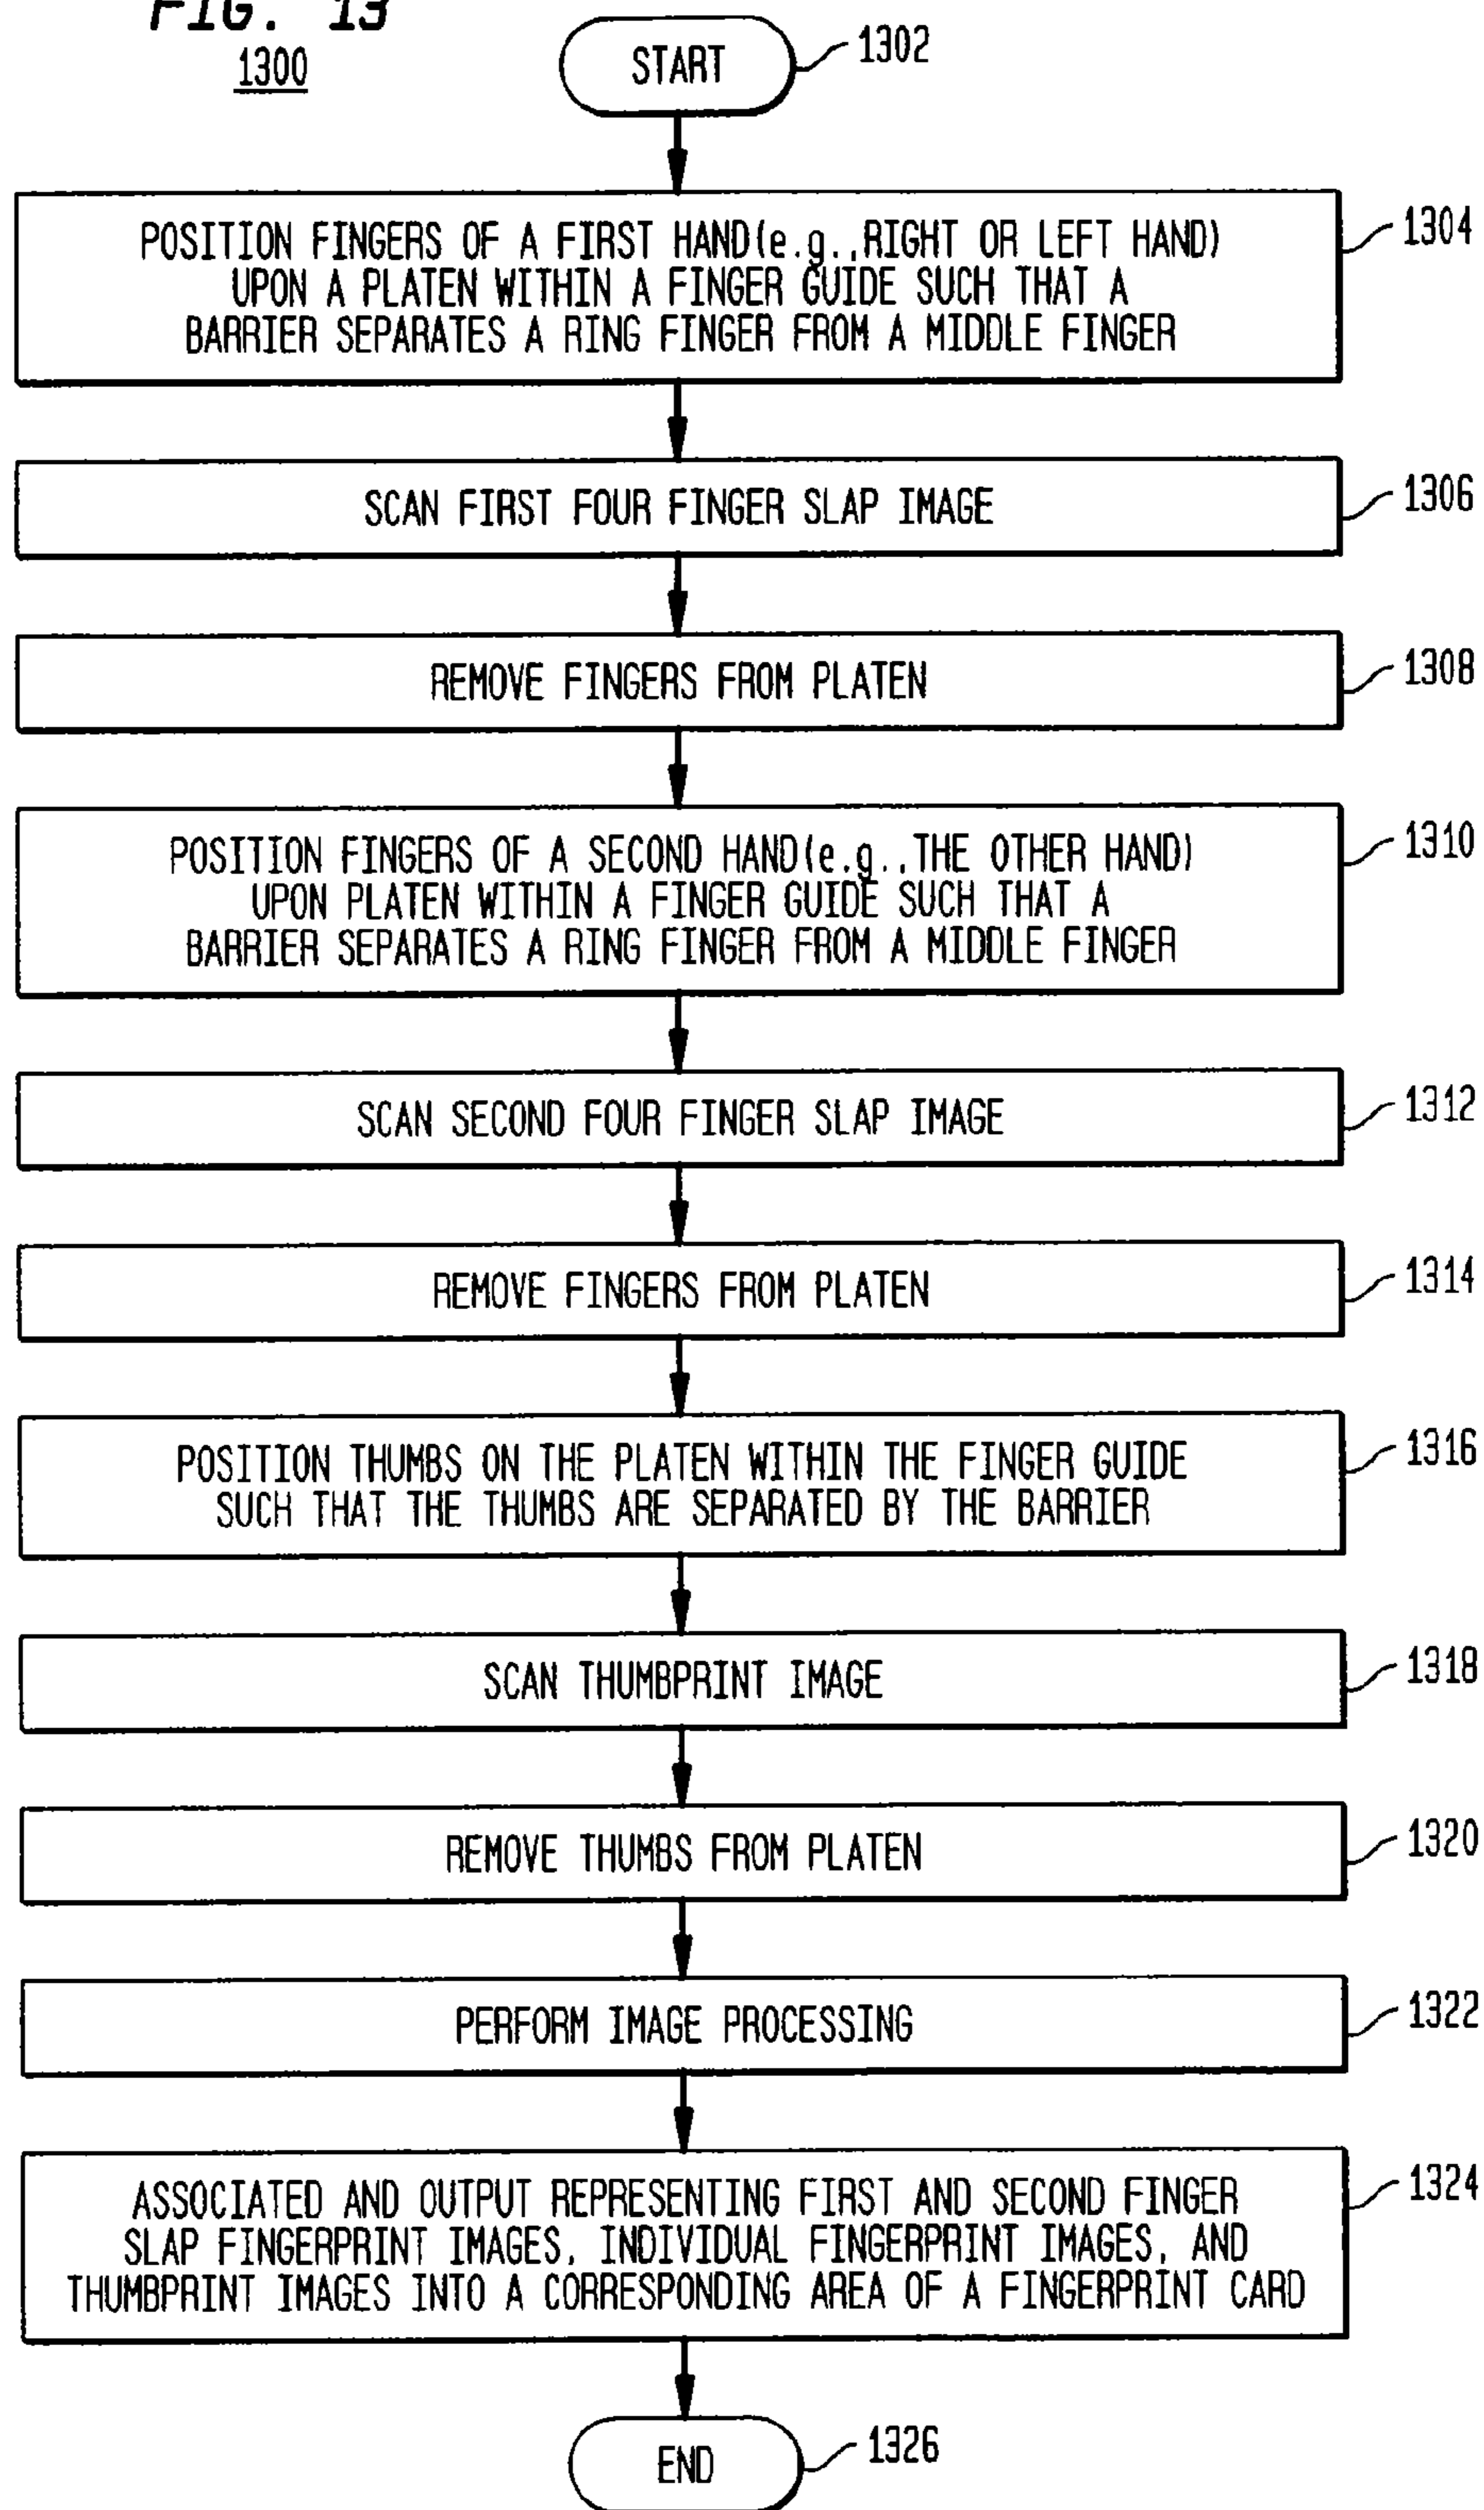 FIG. 13
1300
START
1302
POSITION FINGERS OF A FIRST HAND(e.g.,RIGHT OR LEFT HAND)
UPON A PLATEN WITHIN A FINGER GUIDE SUCH THAT A
BARRIER SEPARATES A RING FINGER FROM A MIDDLE FINGER
1304
SCAN FIRST FOUR FINGER SLAP IMAGE
1306
REMOVE FINGERS FROM PLATEN
1308
POSITION FINGERS OF A SECOND HAND(e.g.,THE OTHER HAND)
UPON PLATEN WITHIN A FINGER GUIDE SUCH THAT A
BARRIER SEPARATES A RING FINGER FROM A MIDDLE FINGER
1310
SCAN SECOND FOUR FINGER SLAP IMAGE
1312
REMOVE FINGERS FROM PLATEN
1314
POSITION THUMBS ON THE PLATEN WITHIN THE FINGER GUIDE
SUCH THAT THE THUMBS ARE SEPARATED BY THE BARRIER
1316
SCAN THUMBPRINT IMAGE
1318
REMOVE THUMBS FROM PLATEN
1320
PERFORM IMAGE PROCESSING
1322
ASSOCIATED AND OUTPUT REPRESENTING FIRST AND SECOND FINGER
SLAP FINGERPRINT IMAGES, INDIVIDUAL FINGERPRINT IMAGES, AND
THUMBPRINT IMAGES INTO A CORRESPONDING AREA OF A FINGERPRINT CARD
1324
END
1326